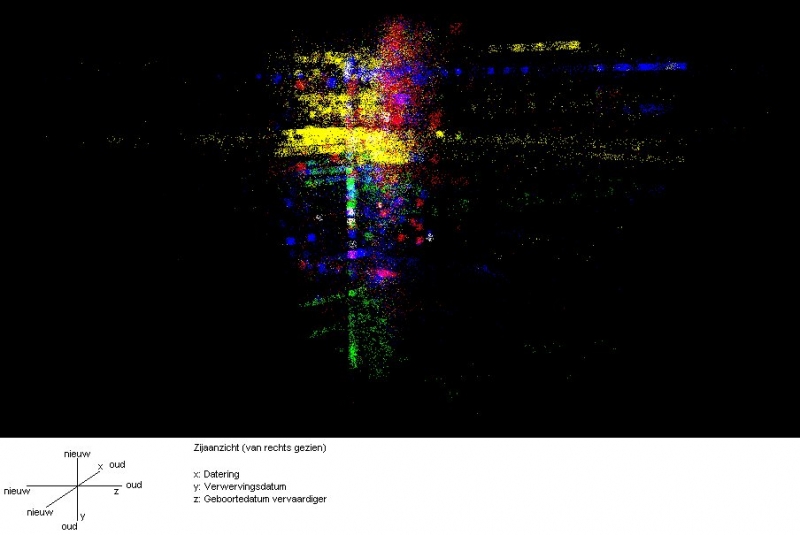 Zijaanzicht (van rechts gezien)
x: Datering
y: Verwervingsdatum
z: Geboortedatum vervaardiger
nieuw
x oud
nieuw
z oud
nieuw
y
oud